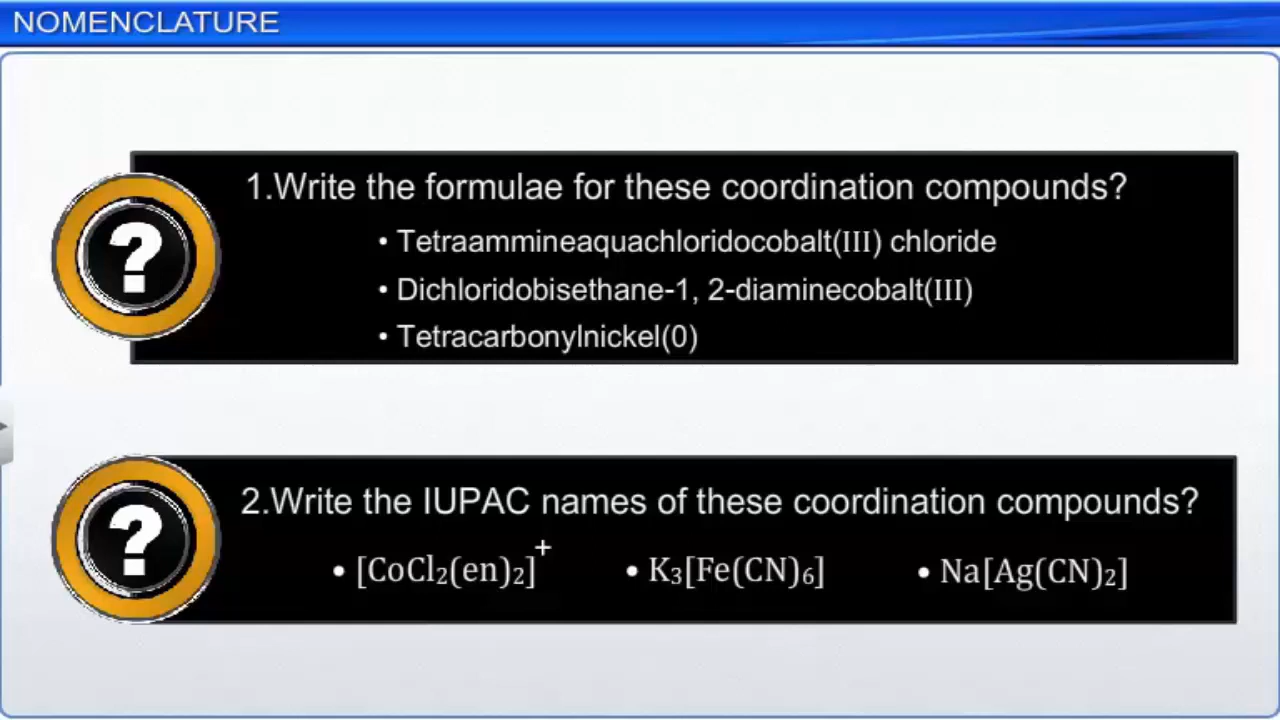 NOMENCLATURE
1.Write the formulae for these coordination compounds?
• Tetraammineaquachloridocobalt(III) chloride
• Dichloridobisethane-1, 2-diaminecobalt(III)
• Tetracarbonylnickel(0)
2.Write the IUPAC names of these coordination compounds?
• [CoCl₂(en)₂]⁺ • K₃[Fe(CN)₆] • Na[Ag(CN)₂]